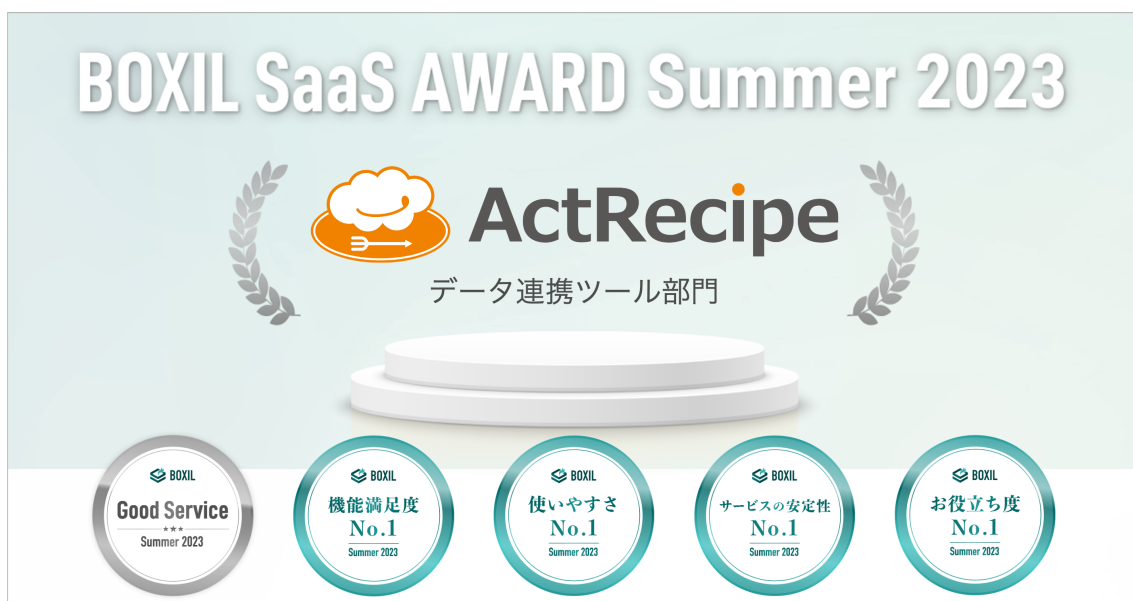 BOXIL SaaS AWARD Summer 2023
ActRecipe
データ連携ツール部門
BOXIL
Good Service
Summer 2023
BOXIL
機能満足度
No.1
Summer 2023
BOXIL
使いやすさ
No.1
Summer 2023
BOXIL
サービスの安定性
No.1
Summer 2023
BOXIL
お役立ち度
No.1
Summer 2023